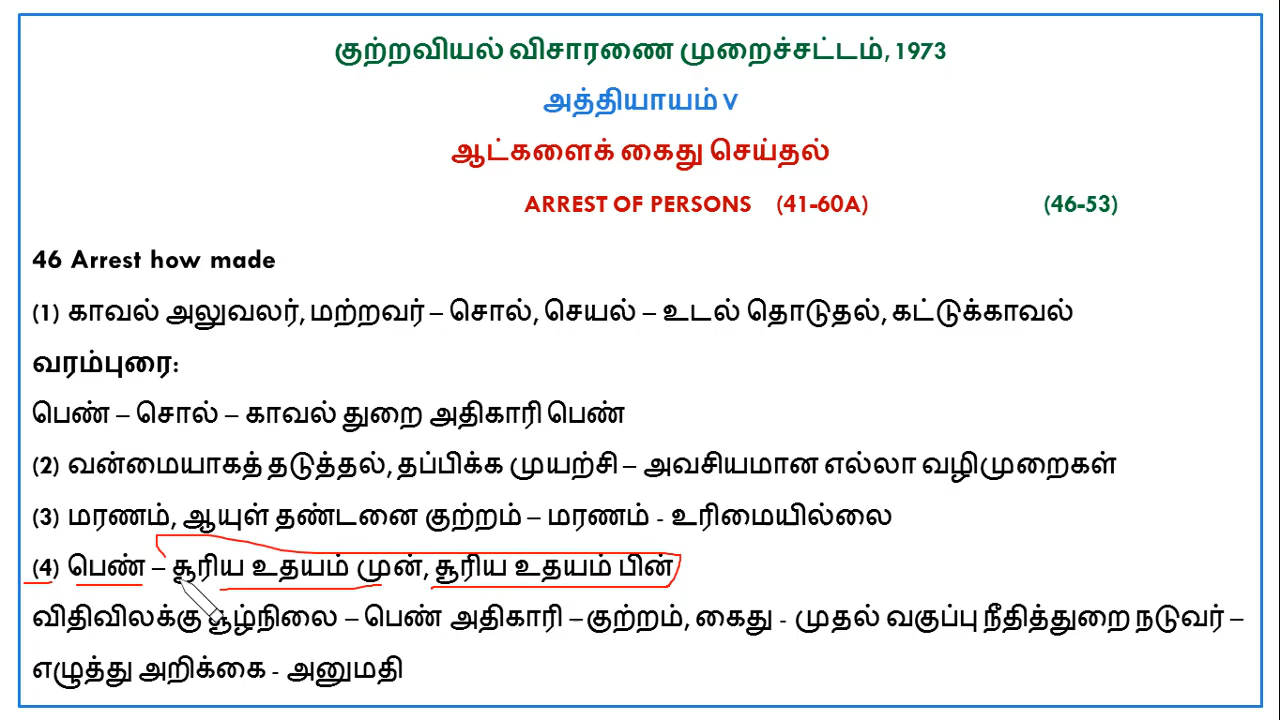 குற்றவியல் விசாரணை முறைச்சட்டம், 1973
அத்தியாயம் V
ஆட்களைக் கைது செய்தல்
ARREST OF PERSONS (41-60A) (46-53)
46 Arrest how made
(1) காவல் அலுவலர், மற்றவர் – சொல், செயல் – உடல் தொடுதல், கட்டுக்காவல்
வரம்புரை:
பெண் – சொல் – காவல் துறை அதிகாரி பெண்
(2) வன்மையாகத் தடுத்தல், தப்பிக்க முயற்சி – அவசியமான எல்லா வழிமுறைகள்
(3) மரணம், ஆயுள் தண்டனை குற்றம் – மரணம் - உரிமையில்லை
(4) பெண் – சூரிய உதயம் முன், சூரிய உதயம் பின்
விதிவிலக்கு சூழ்நிலை – பெண் அதிகாரி – குற்றம், கைது - முதல் வகுப்பு நீதித்துறை நடுவர் –
எழுத்து அறிக்கை - அனுமதி